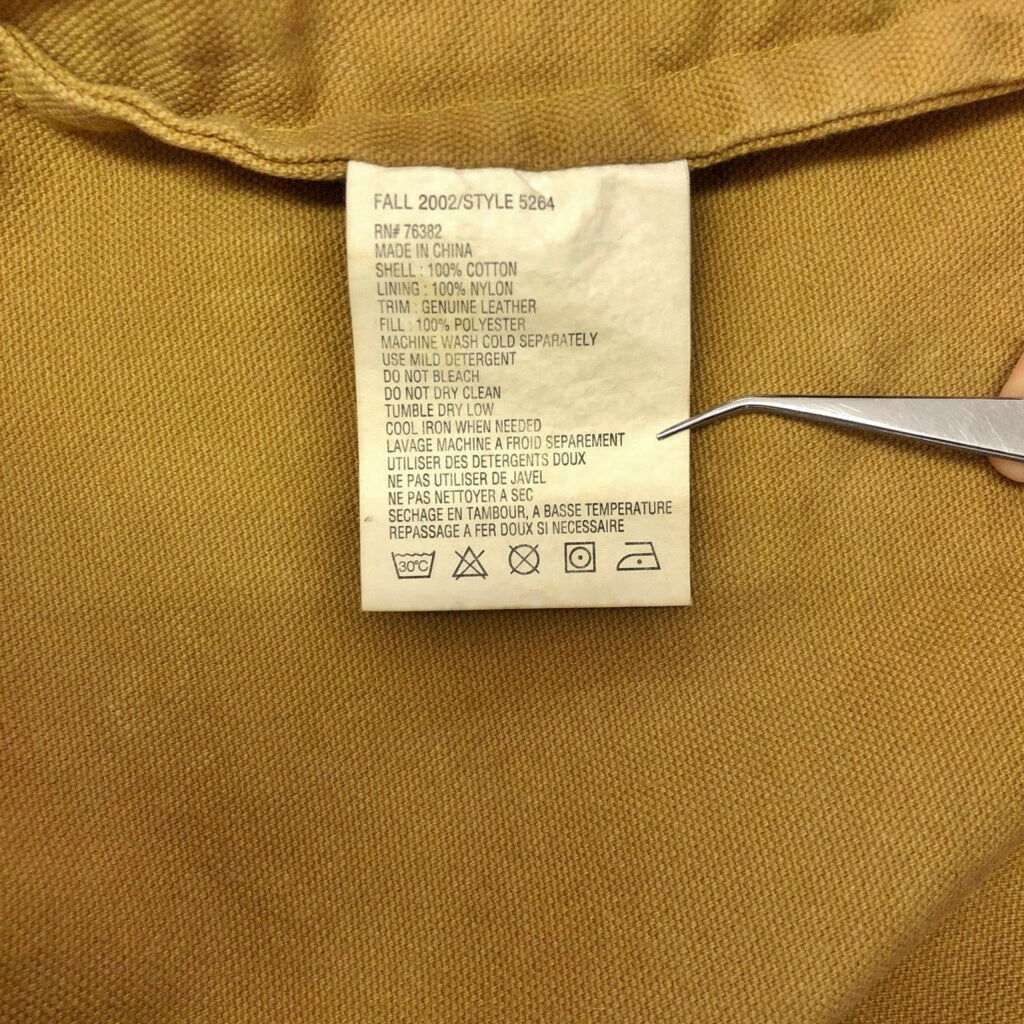 FALL 2002/STYLE 5264
RN# 76382
MADE IN CHINA
SHELL : 100% COTTON
LINING : 100% NYLON
TRIM : GENUINE LEATHER
FILL : 100% POLYESTER
MACHINE WASH COLD SEPARATELY
USE MILD DETERGENT
DO NOT BLEACH
DO NOT DRY CLEAN
TUMBLE DRY LOW
COOL IRON WHEN NEEDED
LAVAGE MACHINE A FROID SEPAREMENT
UTILISER DES DETERGENTS DOUX
NE PAS UTILISER DE JAVEL
NE PAS NETTOYER A SEC
SECHAGE EN TAMBOUR, A BASSE TEMPERATURE
REPASSAGE A FER DOUX SI NECESSAIRE
30°C